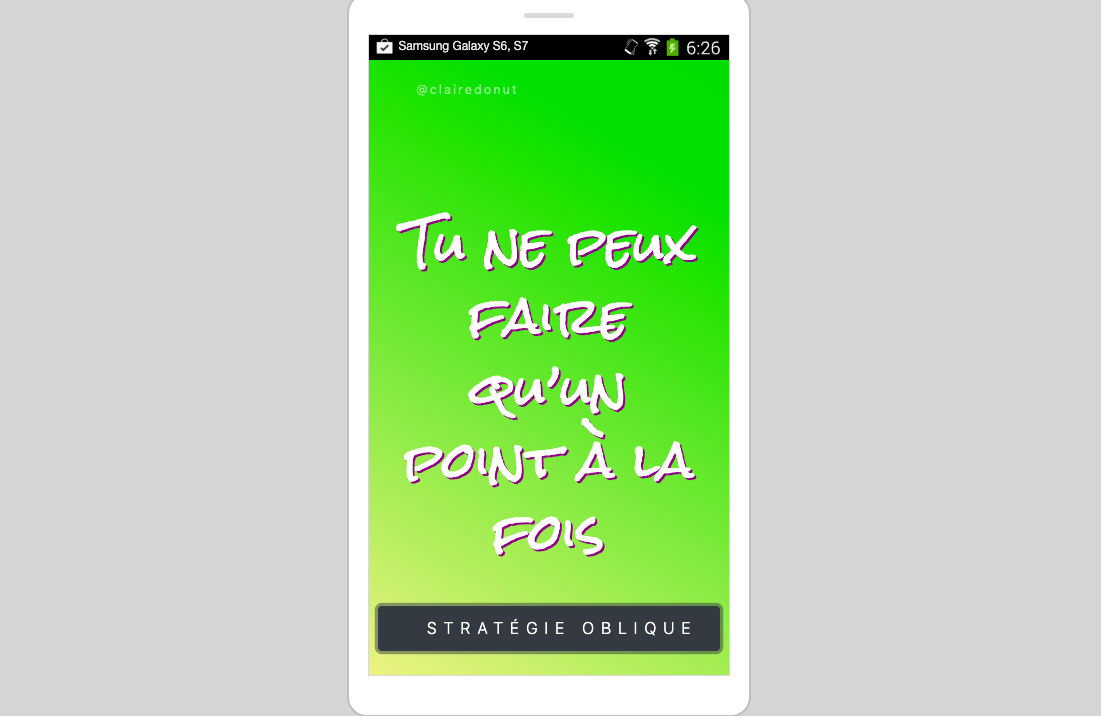 Samsung Galaxy S6, S7 6:26
@clairedonut
Tu ne peux
faire
qu'un
point à la
fois
STRATÉGIE OBLIQUE